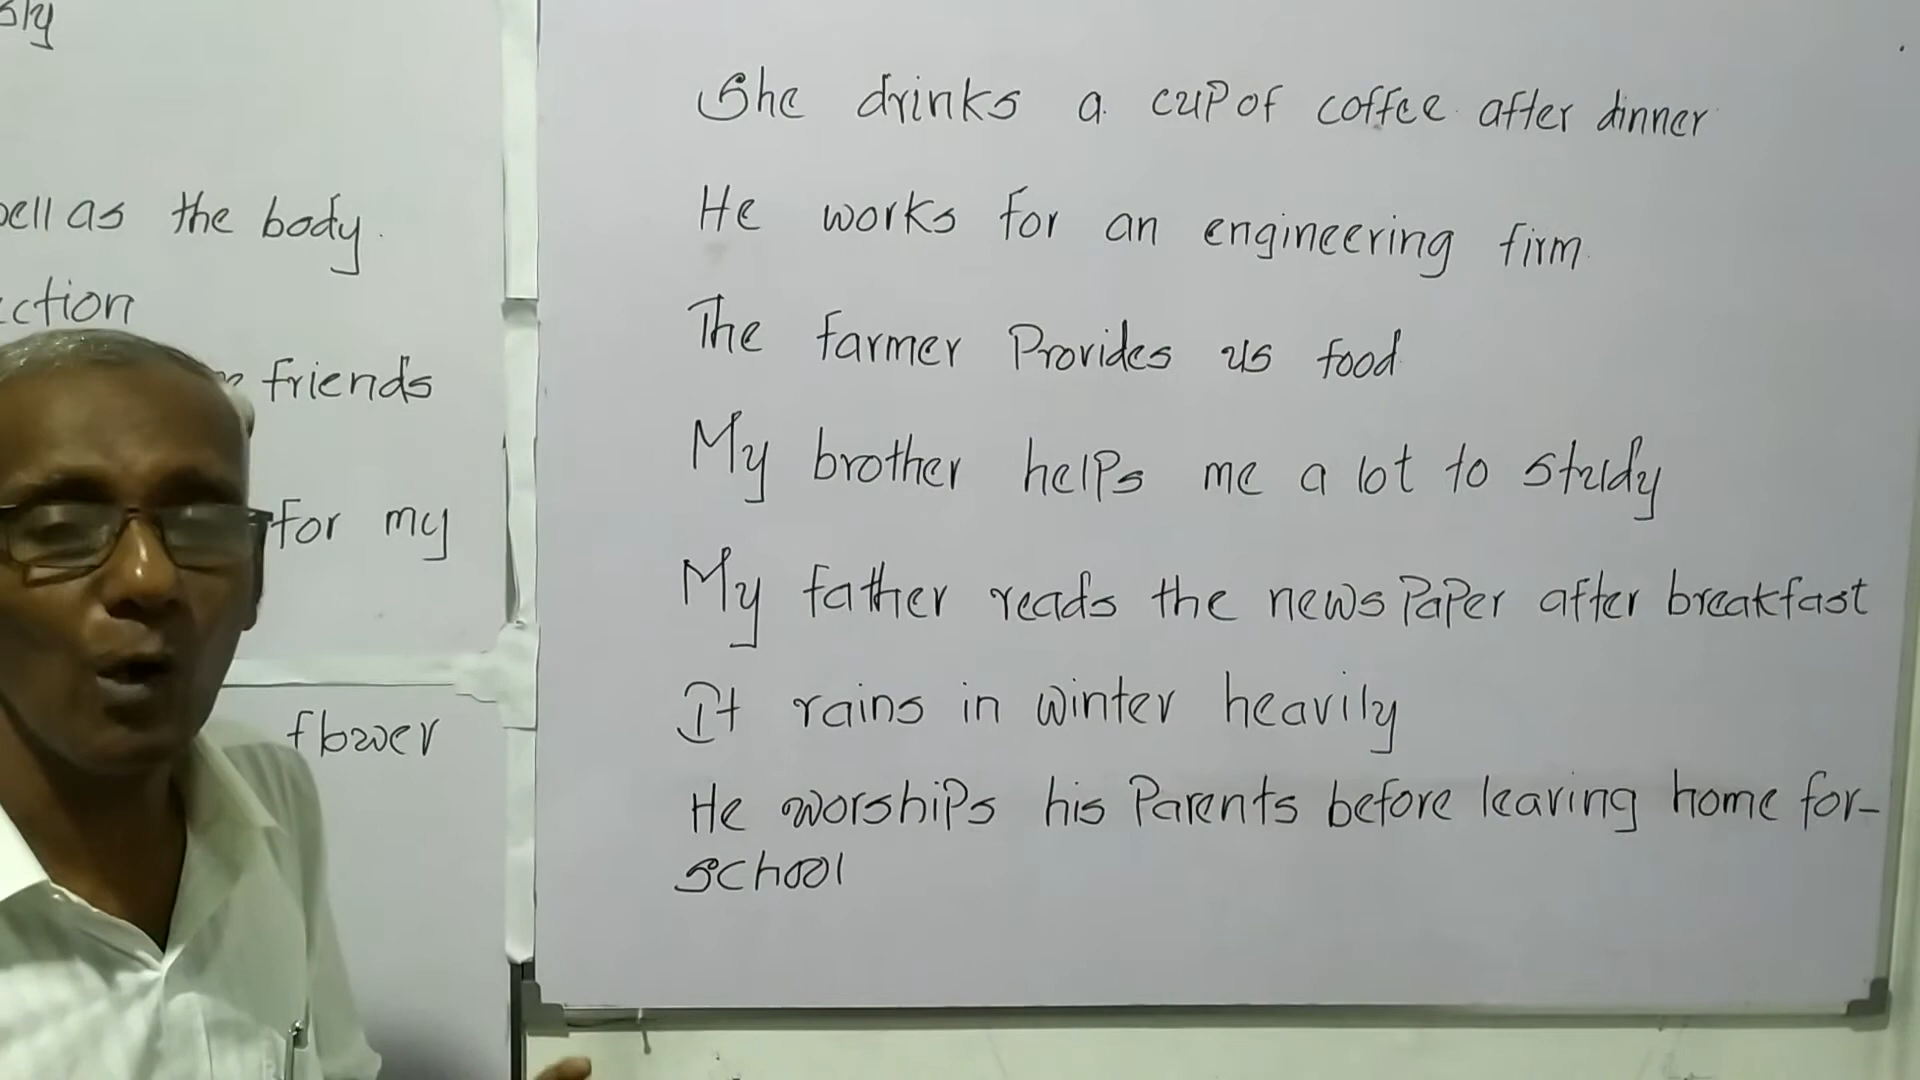 as the body.
friends
for my
flower
She drinks a cup of coffee after dinner
He works for an engineering firm.
The farmer Provides us food
My brother helps me a lot to study
My father reads the news Paper after breakfast
It rains in winter heavily
He worships his Parents before leaving home for-
school